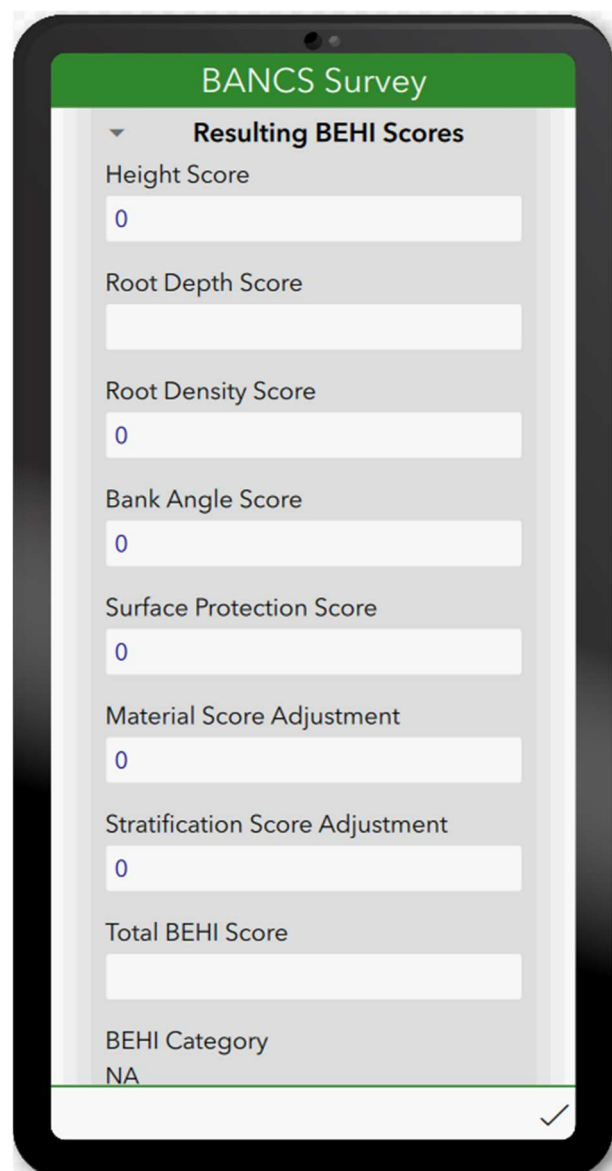 BANCS Survey
Resulting BEHI Scores
Height Score
0
Root Depth Score
Root Density Score
0
Bank Angle Score
0
Surface Protection Score
0
Material Score Adjustment
0
Stratification Score Adjustment
0
Total BEHI Score
BEHI Category
NA